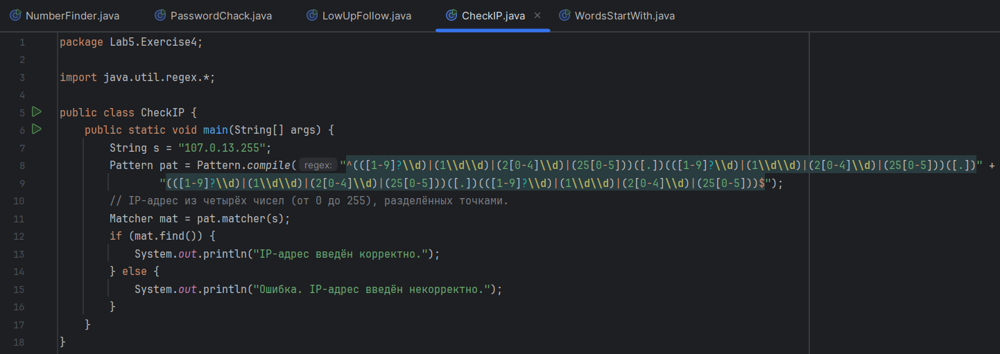 NumberFinder.java PasswordChack.java LowUpFollow.java CheckIP.java × WordsStartWith.java
1 package Lab5.Exercise4;
2
3 import java.util.regex.*;
4
5 public class CheckIP {
6 public static void main(String[] args) {
7 String s = "107.0.13.255";
8 Pattern pat = Pattern.compile( regex: "^(([1-9]?\\d)|(1\\d\\d)|(2[0-4]\\d)|(25[0-5]))([.])(([1-9]?\\d)|(1\\d\\d)|(2[0-4]\\d)|(25[0-5]))([.])" +
9 "(([1-9]?\\d)|(1\\d\\d)|(2[0-4]\\d)|(25[0-5]))([.])(([1-9]?\\d)|(1\\d\\d)|(2[0-4]\\d)|(25[0-5]))$");
10 // IP-адрес из четырёх чисел (от 0 до 255), разделённых точками.
11 Matcher mat = pat.matcher(s);
12 if (mat.find()) {
13 System.out.println("IP-адрес введён корректно.");
14 } else {
15 System.out.println("Ошибка. IP-адрес введён некорректно.");
16 }
17 }
18 }